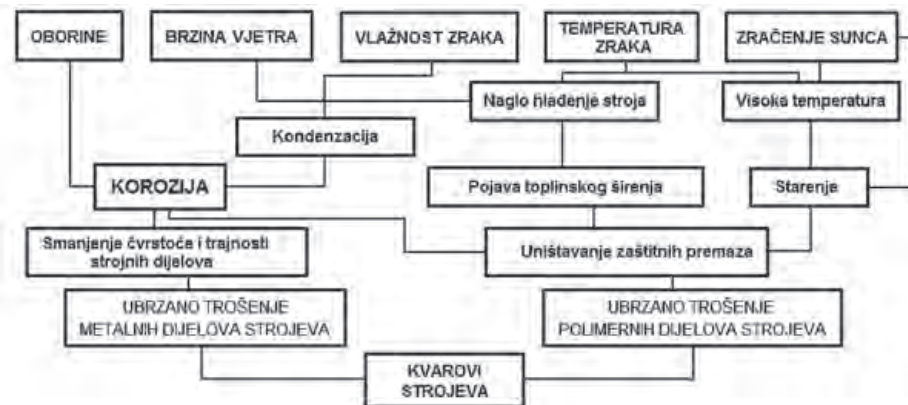 OBORINE
BRZINA VJETRA
VLAŽNOST ZRAKA
TEMPERATURA
ZRAKA
ZRAČENJE SUNCA
Naglo hlađenje stroja
Visoka temperatura
Kondenzacija
KOROZIJA
Pojava toplinskog širenja
Starenja
Smanjenje čvrstoće i trajnosti
strojnih dijelova
Uništavanje zaštitnih premaza
UBRZANO TROŠENJE
METALNIH DIJELOVA STROJEVA
UBRZANO TROŠENJE
POLIMERNIH DIJELOVA STROJEVA
KVAROVI
STROJEVA